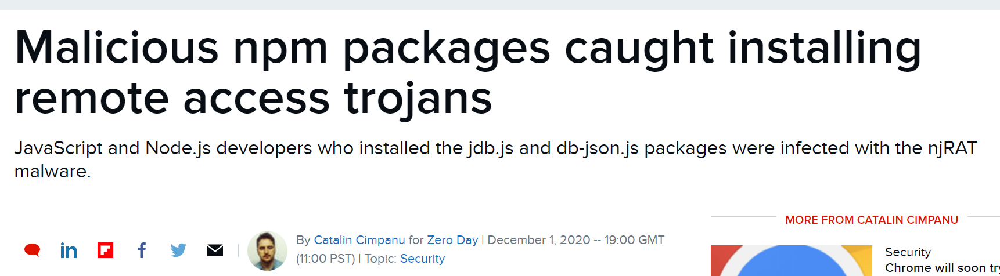 Malicious npm packages caught installing
remote access trojans
JavaScript and Node.js developers who installed the jdb.js and db-json.js packages were infected with the njRAT
malware.
MORE FROM CATALIN CIMPANU
By Catalin Cimpanu for Zero Day | December 1, 2020 -- 19:00 GMT
(11:00 PST) | Topic: Security
Security
Chrome will soon